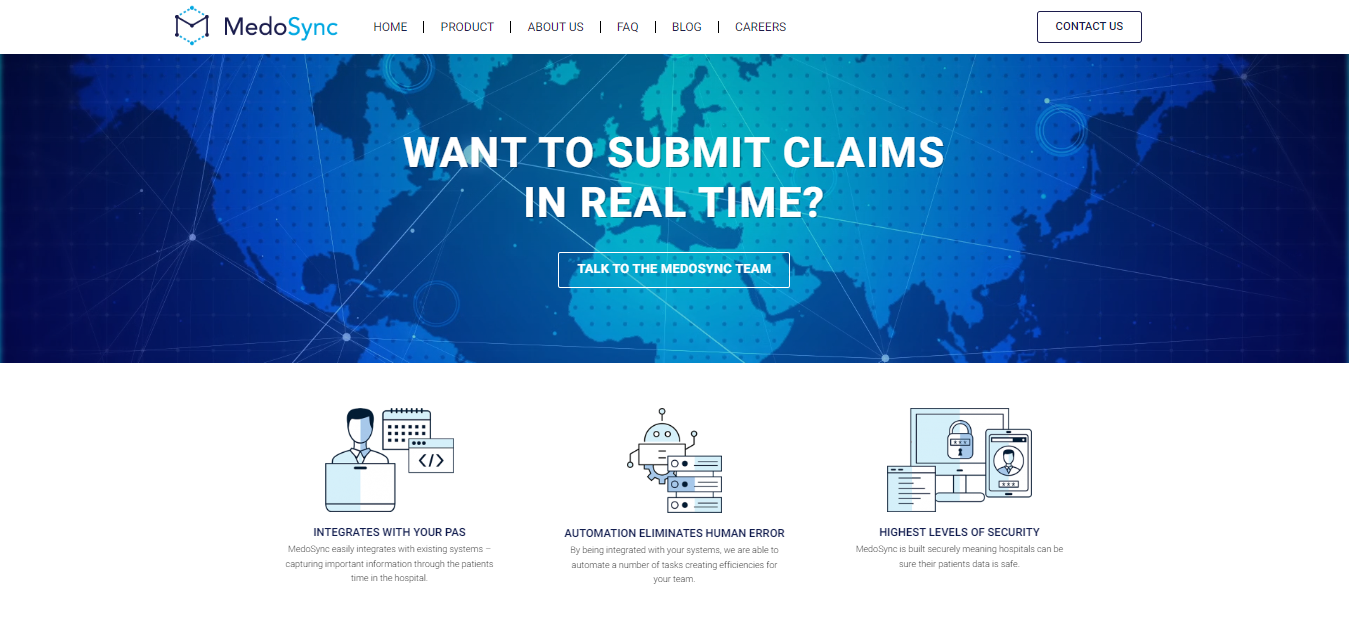 MedoSync
HOME
PRODUCT
ABOUT US
FAQ
BLOG
CAREERS
CONTACT US
WANT TO SUBMIT CLAIMS
IN REAL TIME?
TALK TO THE MEDOSYNC TEAM
INTEGRATES WITH YOUR PAS
MedoSync easily integrates with existing systems –
capturing important information through the patients
time in the hospital.
AUTOMATION ELIMINATES HUMAN ERROR
By being integrated with your systems, we are able to
automate a number of tasks creating efficiencies for
your team.
HIGHEST LEVELS OF SECURITY
MedoSync is built securely meaning hospitals can be
sure their patients data is safe.